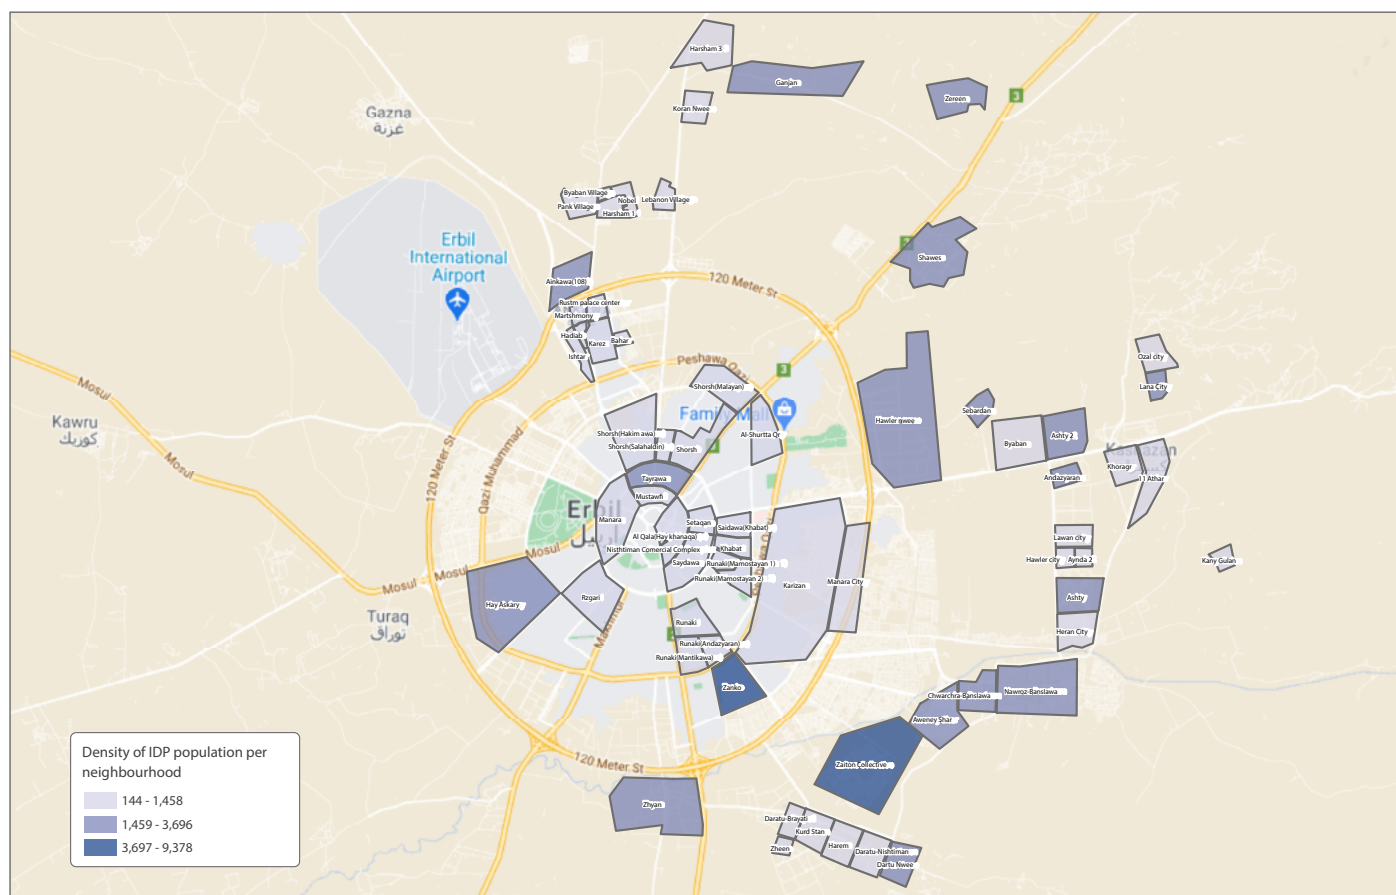 Harsham 3
Ganjan
Zereen
3
Koran Nwee
Gazna
غزنة
Byaban Village
Nobel
Lebanon Village
Pank Village
Harsham 1
Erbil
International
Airport
Shawes
Ainkawa(108)
120 Meter St
Rustm palace center
Martshmony
Hadiab
Karez
Bahar
Ishtar
Peshawa Qazi
3
Ozal city
Lana City
Mosul
Shorsh(Malayan)
Family Mall
Hawler nwee
Sebardan
Kawru
كوريك
Shorsh(Hakim awa)
Al-Shurtta Qr
Byaban
Ashty 2
Shorsh(Salahaldin)
Shorsh
Qazi Muhammad
120 Meter St
Mosul
Tayrawa
Khoragr
11 Athar
Andazyaran
Mustawfi
Erbil
أربيل
Manara
Setaqan
Saidawa(Khabat)
Al Qala(Hay khanaqa)
Nisthtiman Comercial Complex
Khabat
Lawan city
Hawler city
Aynda 2
Kany Gulan
Mosul
Saydawa
Runaki(Mamostayan 1)
Runaki(Mamostayan 2)
Karizan
Manara City
Mosul
Mosul
Hay Askary
Rzgari
Ashty
Turaq
توراق
Runaki
Heran City
Runaki(Andazyaran)
Runaki(Mantikawa)
Zanko
Chwarchra-Banslawa
Nawroz-Banslawa
Aweney Shar
120 Meter St
Zaiton Collective
Zhyan
Daratu-Brayati
Kurd Stan
Zheen
Harem
Daratu-Nishtiman
Dartu Nwee
Density of IDP population per
neighbourhood
144 - 1,458
1,459 - 3,696
3,697 - 9,378